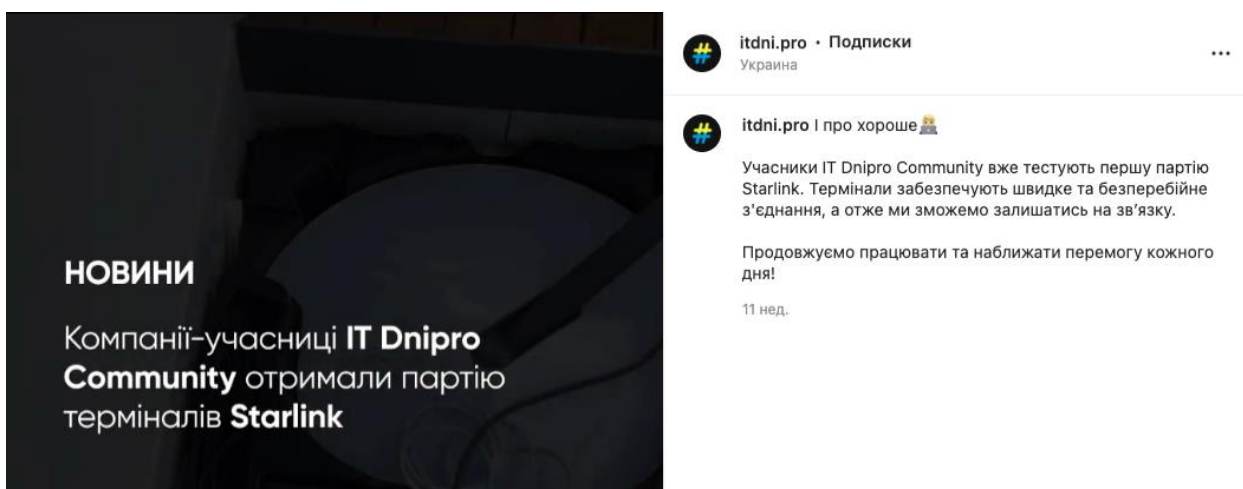 НОВИНИ
Компанії-учасниці IT Dnipro
Community отримали партію
терміналів Starlink
itdni.pro • Подписки
Украина
itdni.pro І про хороше👩🏼‍💻
Учасники IT Dnipro Community вже тестують першу партію
Starlink. Термінали забезпечують швидке та безперебійне
з'єднання, а отже ми зможемо залишатись на зв’язку.
Продовжуємо працювати та наближати перемогу кожного
дня!
11 нед.